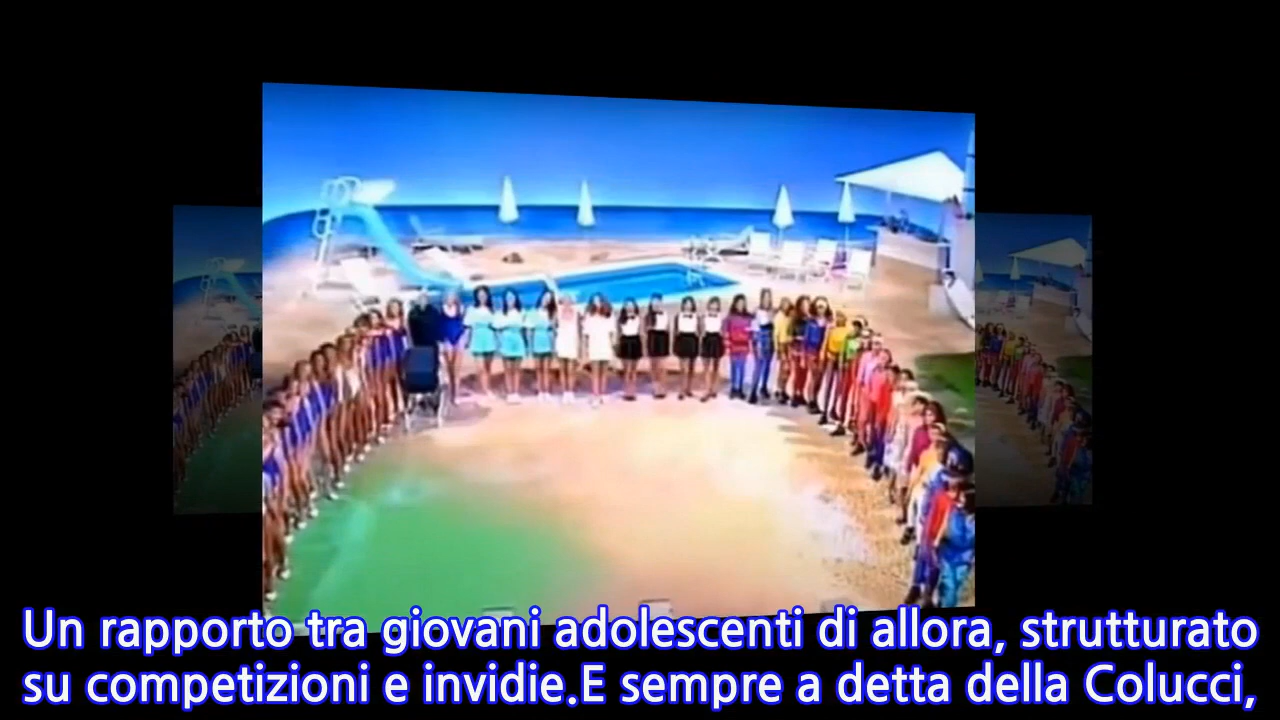 Un rapporto tra giovani adolescenti di allora, strutturato
su competizioni e invidie.E sempre a detta della Colucci,